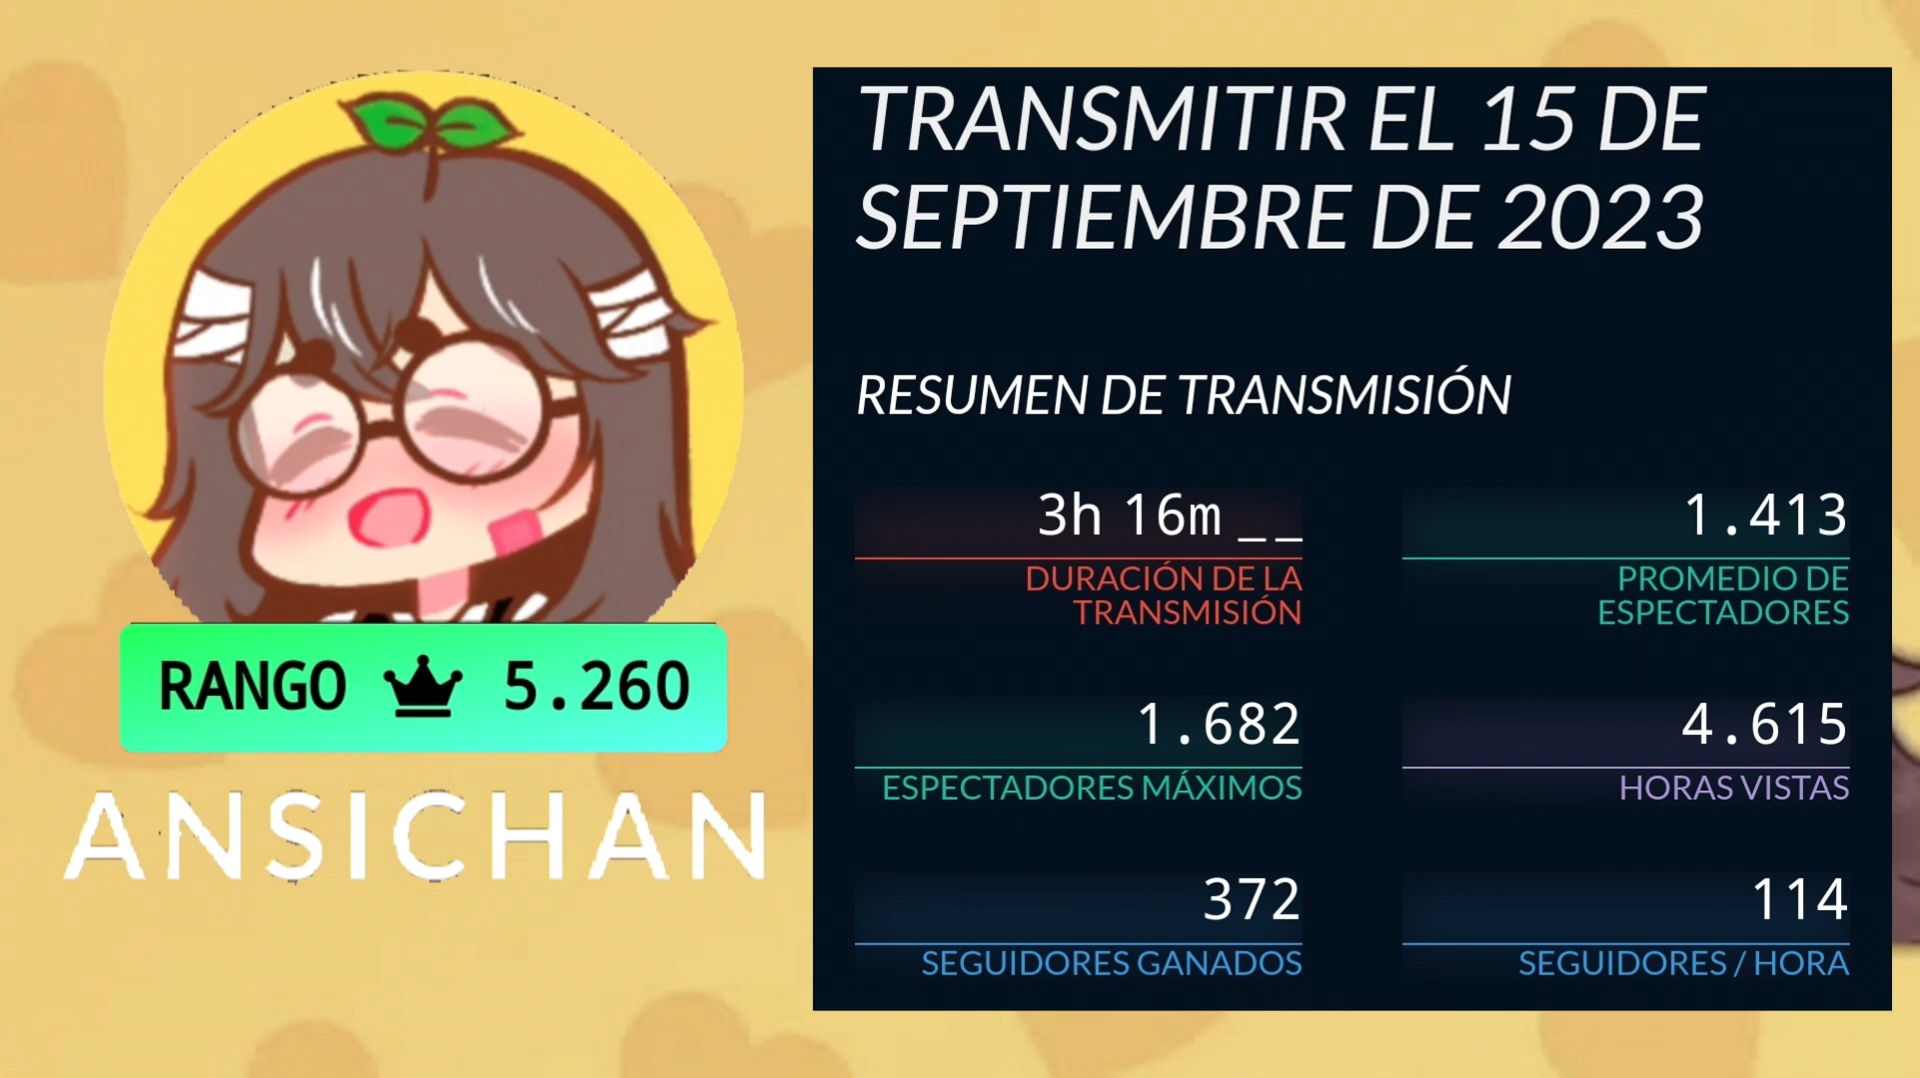 RANGO 5.260
ANSICHAN
TRANSMITIR EL 15 DE
SEPTIEMBRE DE 2023
RESUMEN DE TRANSMISIÓN
3h 16m _ _
DURACIÓN DE LA
TRANSMISIÓN
1.413
PROMEDIO DE
ESPECTADORES
1.682
ESPECTADORES MÁXIMOS
4.615
HORAS VISTAS
372
SEGUIDORES GANADOS
114
SEGUIDORES / HORA